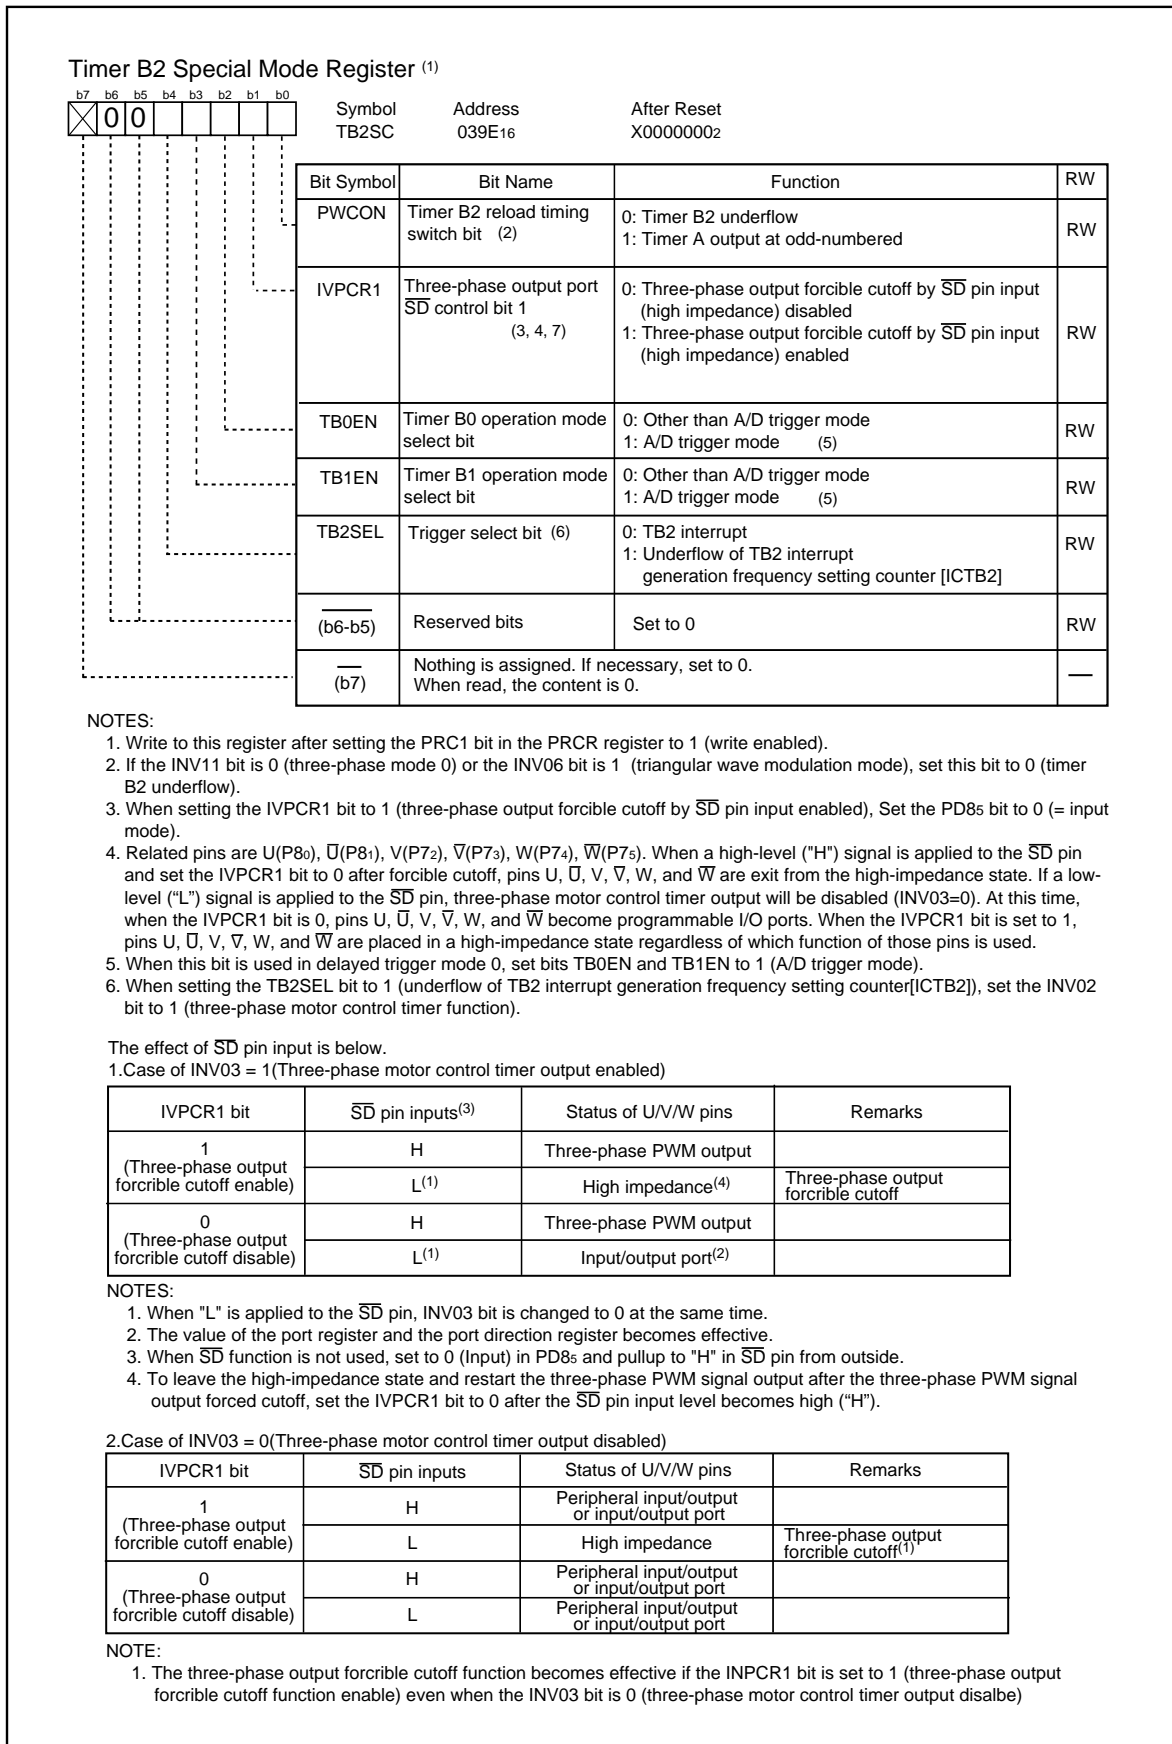 Timer B2 Special Mode Register (1)
b7 b6 b5 b4 b3 b2 b1 b0
0 0
Symbol Address After Reset
TB2SC 039E16 X00000002
Bit Symbol Bit Name Function RW
PWCON Timer B2 reload timing switch bit (2) 0: Timer B2 underflow
1: Timer A output at odd-numbered RW
IVPCR1 Three-phase output port S̅D̅ control bit 1 (3, 4, 7) 0: Three-phase output forcible cutoff by S̅D̅ pin input
(high impedance) disabled
1: Three-phase output forcible cutoff by S̅D̅ pin input
(high impedance) enabled RW
TB0EN Timer B0 operation mode select bit 0: Other than A/D trigger mode
1: A/D trigger mode (5) RW
TB1EN Timer B1 operation mode select bit 0: Other than A/D trigger mode
1: A/D trigger mode (5) RW
TB2SEL Trigger select bit (6) 0: TB2 interrupt
1: Underflow of TB2 interrupt
generation frequency setting counter [ICTB2] RW
(b6-b5) Reserved bits Set to 0 RW
(b7) Nothing is assigned. If necessary, set to 0.
When read, the content is 0. —
NOTES:
1. Write to this register after setting the PRC1 bit in the PRCR register to 1 (write enabled).
2. If the INV11 bit is 0 (three-phase mode 0) or the INV06 bit is 1 (triangular wave modulation mode), set this bit to 0 (timer
B2 underflow).
3. When setting the IVPCR1 bit to 1 (three-phase output forcible cutoff by S̅D̅ pin input enabled), Set the PD85 bit to 0 (= input
mode).
4. Related pins are U(P80), U̅(P81), V(P72), V̅(P73), W(P74), W̅(P75). When a high-level ("H") signal is applied to the S̅D̅ pin
and set the IVPCR1 bit to 0 after forcible cutoff, pins U, U̅, V, V̅, W, and W̅ are exit from the high-impedance state. If a low-
level (“L”) signal is applied to the S̅D̅ pin, three-phase motor control timer output will be disabled (INV03=0). At this time,
when the IVPCR1 bit is 0, pins U, U̅, V, V̅, W, and W̅ become programmable I/O ports. When the IVPCR1 bit is set to 1,
pins U, U̅, V, V̅, W, and W̅ are placed in a high-impedance state regardless of which function of those pins is used.
5. When this bit is used in delayed trigger mode 0, set bits TB0EN and TB1EN to 1 (A/D trigger mode).
6. When setting the TB2SEL bit to 1 (underflow of TB2 interrupt generation frequency setting counter[ICTB2]), set the INV02
bit to 1 (three-phase motor control timer function).
The effect of S̅D̅ pin input is below.
1.Case of INV03 = 1(Three-phase motor control timer output enabled)
IVPCR1 bit S̅D̅ pin inputs(3) Status of U/V/W pins Remarks
1
(Three-phase output
forcrible cutoff enable) H Three-phase PWM output
L(1) High impedance(4) Three-phase output
forcrible cutoff
0
(Three-phase output
forcrible cutoff disable) H Three-phase PWM output
L(1) Input/output port(2)
NOTES:
1. When "L" is applied to the S̅D̅ pin, INV03 bit is changed to 0 at the same time.
2. The value of the port register and the port direction register becomes effective.
3. When S̅D̅ function is not used, set to 0 (Input) in PD85 and pullup to "H" in S̅D̅ pin from outside.
4. To leave the high-impedance state and restart the three-phase PWM signal output after the three-phase PWM signal
output forced cutoff, set the IVPCR1 bit to 0 after the S̅D̅ pin input level becomes high (“H”).
2.Case of INV03 = 0(Three-phase motor control timer output disabled)
IVPCR1 bit S̅D̅ pin inputs Status of U/V/W pins Remarks
1
(Three-phase output
forcrible cutoff enable) H Peripheral input/output
or input/output port
L High impedance Three-phase output
forcrible cutoff(1)
0
(Three-phase output
forcrible cutoff disable) H Peripheral input/output
or input/output port
L Peripheral input/output
or input/output port
NOTE:
1. The three-phase output forcrible cutoff function becomes effective if the INPCR1 bit is set to 1 (three-phase output
forcrible cutoff function enable) even when the INV03 bit is 0 (three-phase motor control timer output disalbe)